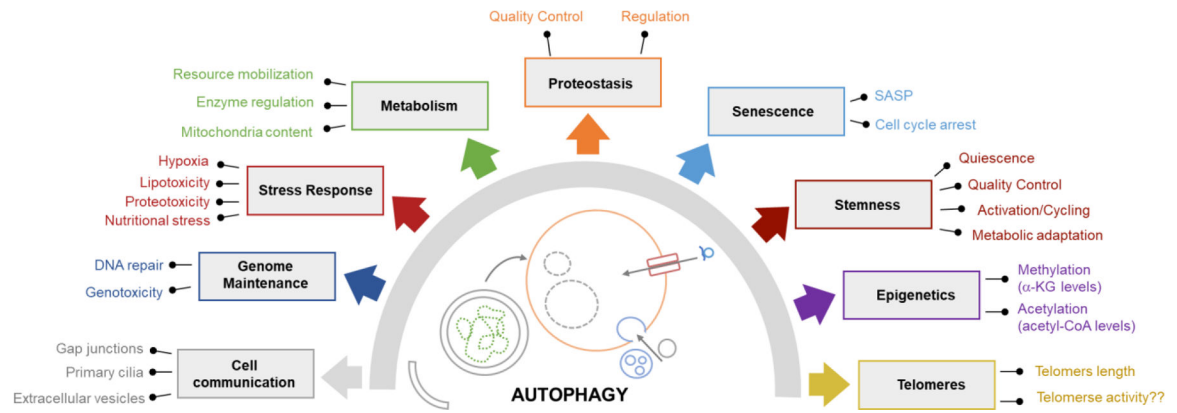 Quality Control
Regulation
Proteostasis
Resource mobilization
Enzyme regulation
Mitochondria content
Metabolism
Senescence
SASP
Cell cycle arrest
Hypoxia
Lipotoxicity
Proteotoxicity
Nutritional stress
Stress Response
Stemness
Quiescence
Quality Control
Activation/Cycling
Metabolic adaptation
DNA repair
Genotoxicity
Genome
Maintenance
Epigenetics
Methylation
(α-KG levels)
Acetylation
(acetyl-CoA levels)
Gap junctions
Primary cilia
Extracellular vesicles
Cell
communication
AUTOPHAGY
Telomeres
Telomers length
Telomerse activity??